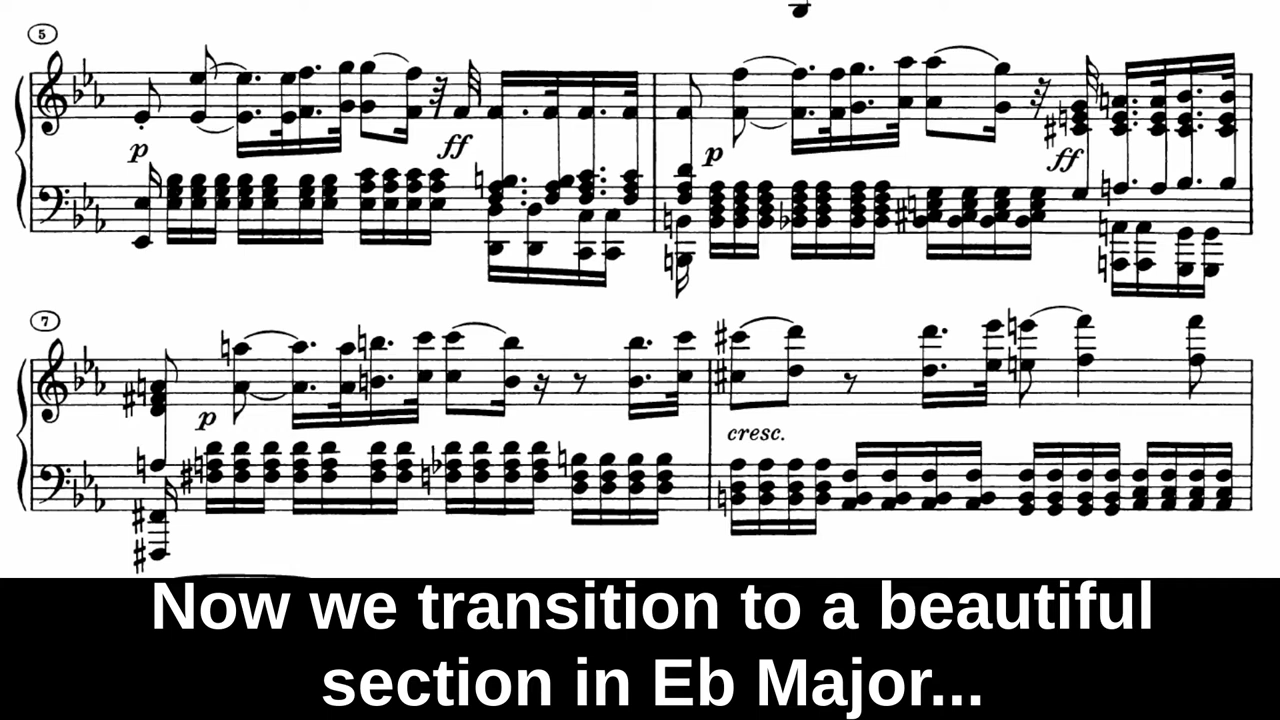 5
p
ff
p
ff
7
p
cresc.
Now we transition to a beautiful
section in Eb Major...